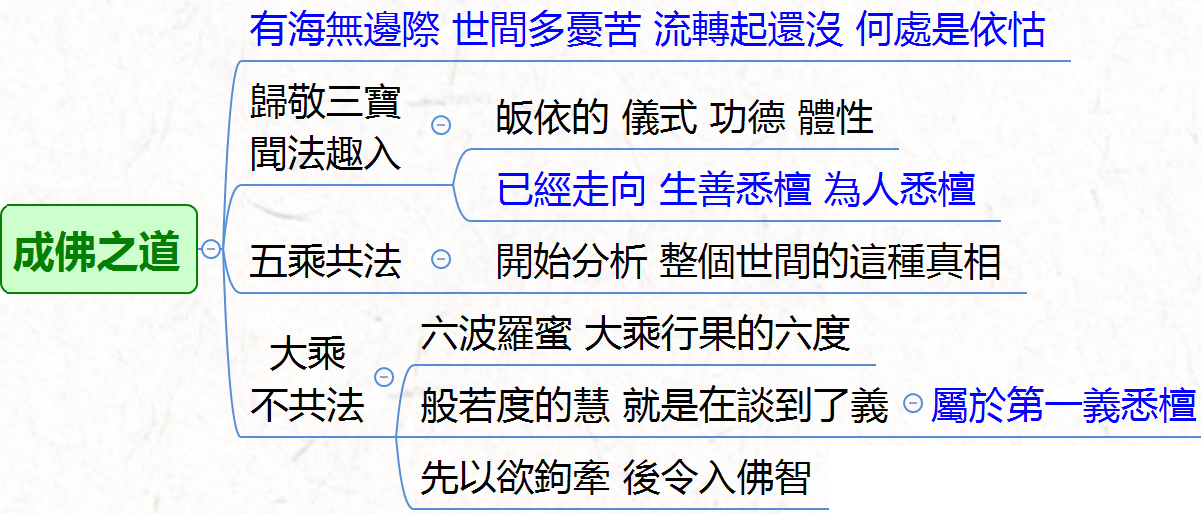 有海無邊際 世間多憂苦 流轉起還沒 何處是依怙
歸敬三寶
聞法趣入
皈依的 儀式 功德 體性
已經走向 生善悉檀 為人悉檀
成佛之道
五乘共法
開始分析 整個世間的這種真相
大乘
不共法
六波羅蜜 大乘行果的六度
般若度的慧 就是在談到了義
屬於第一義悉檀
先以欲鉤牽 後令入佛智